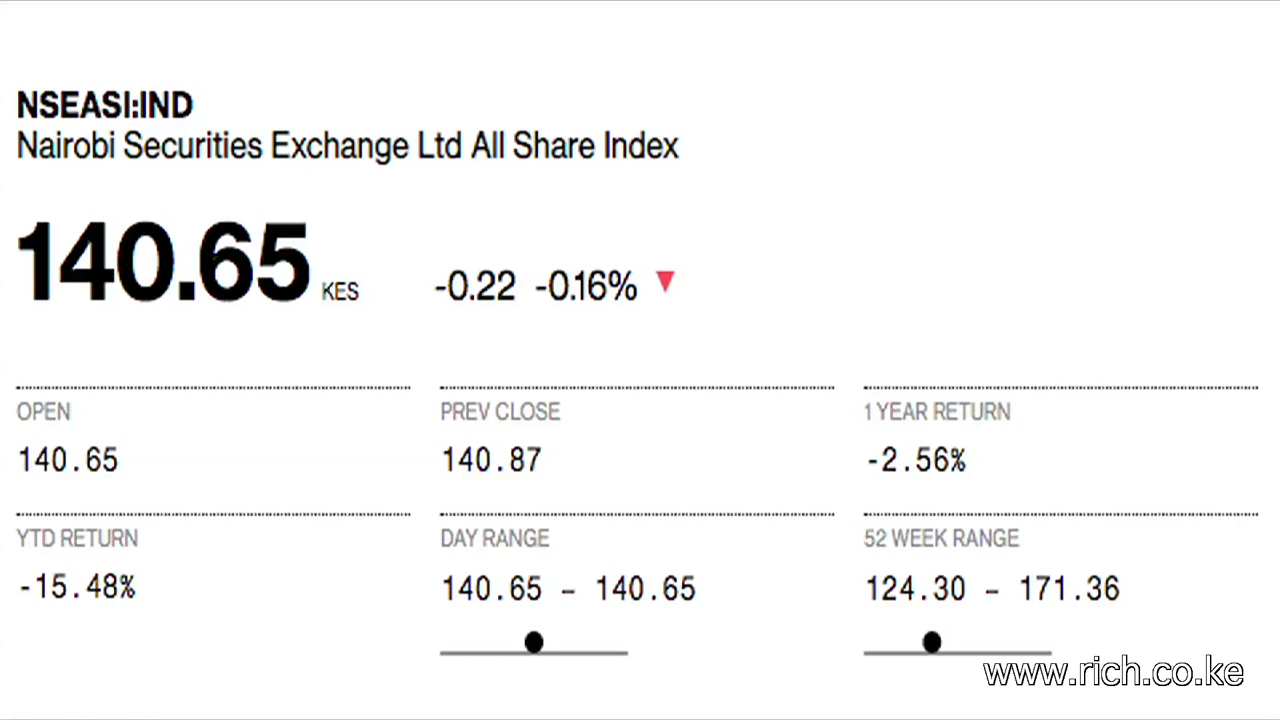 NSEASI:IND
Nairobi Securities Exchange Ltd All Share Index
140.65 KES -0.22 -0.16%
OPEN PREV CLOSE 1 YEAR RETURN
140.65 140.87 -2.56%
YTD RETURN DAY RANGE 52 WEEK RANGE
-15.48% 140.65 – 140.65 124.30 – 171.36
www.rich.co.ke